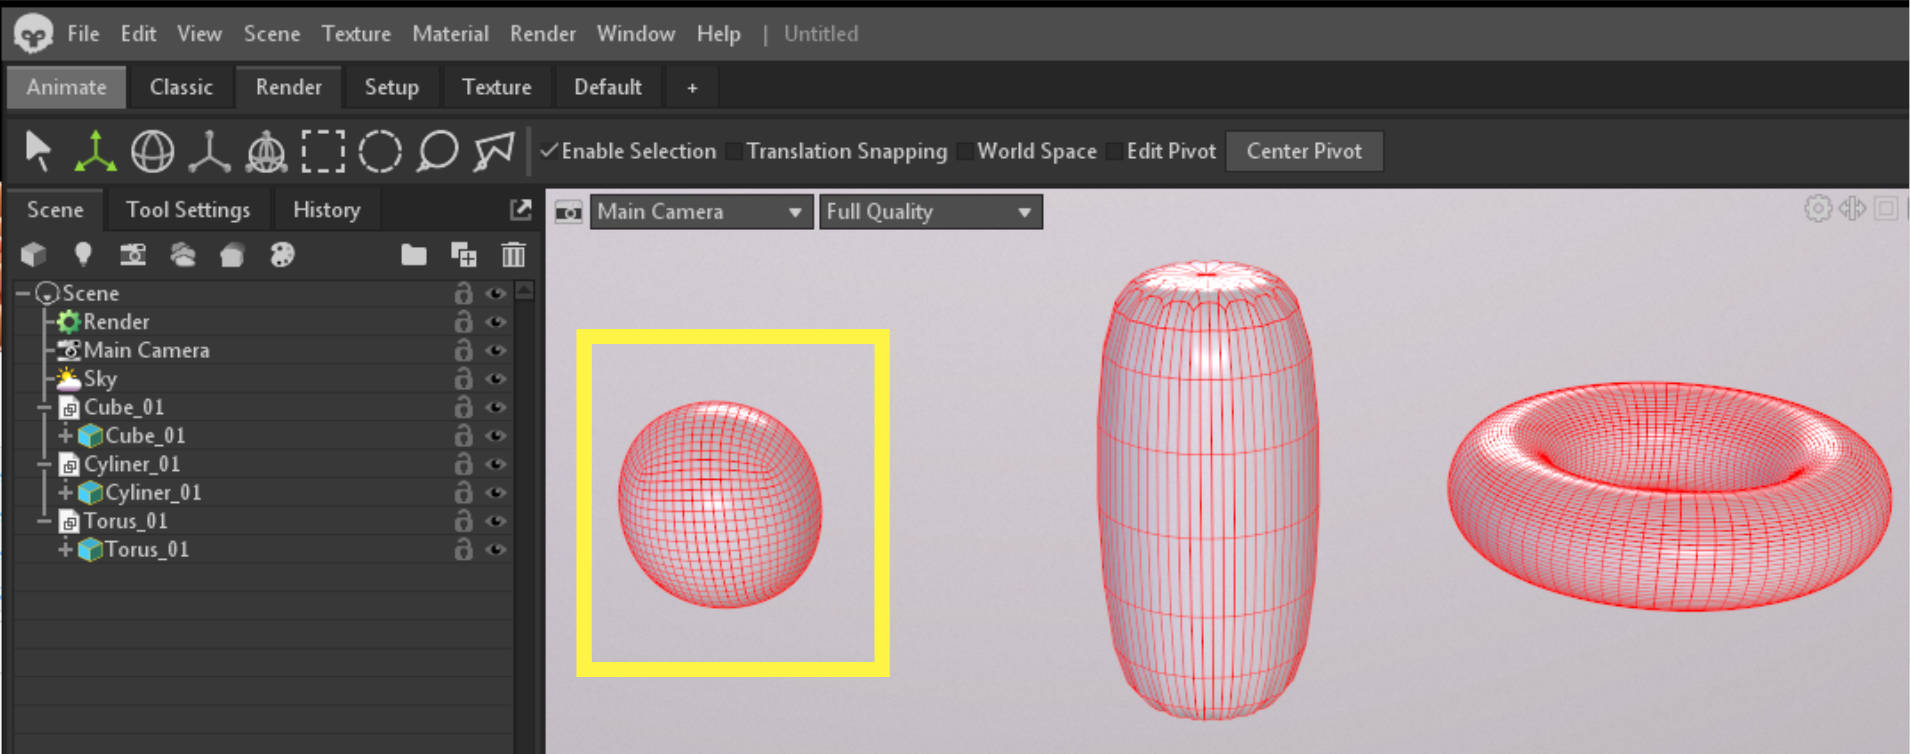 File Edit View Scene Texture Material Render Window Help | Untitled
Animate Classic Render Setup Texture Default +
Enable Selection Translation Snapping World Space Edit Pivot Center Pivot
Scene Tool Settings History
Main Camera Full Quality
Scene
Render
Main Camera
Sky
Cube_01
Cube_01
Cyliner_01
Cyliner_01
Torus_01
Torus_01